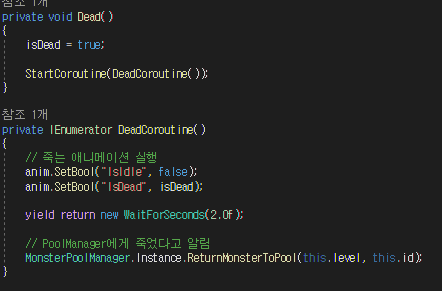 참조 1개
private void Dead()
{
isDead = true;
StartCoroutine(DeadCoroutine());
}
참조 1개
private IEnumerator DeadCoroutine()
{
// 죽는 애니메이션 실행
anim.SetBool("IsIdle", false);
anim.SetBool("IsDead", isDead);
yield return new WaitForSeconds(2.0f);
// PoolManager에게 죽었다고 알림
MonsterPoolManager.Instance.ReturnMonsterToPool(this.level, this.id);
}